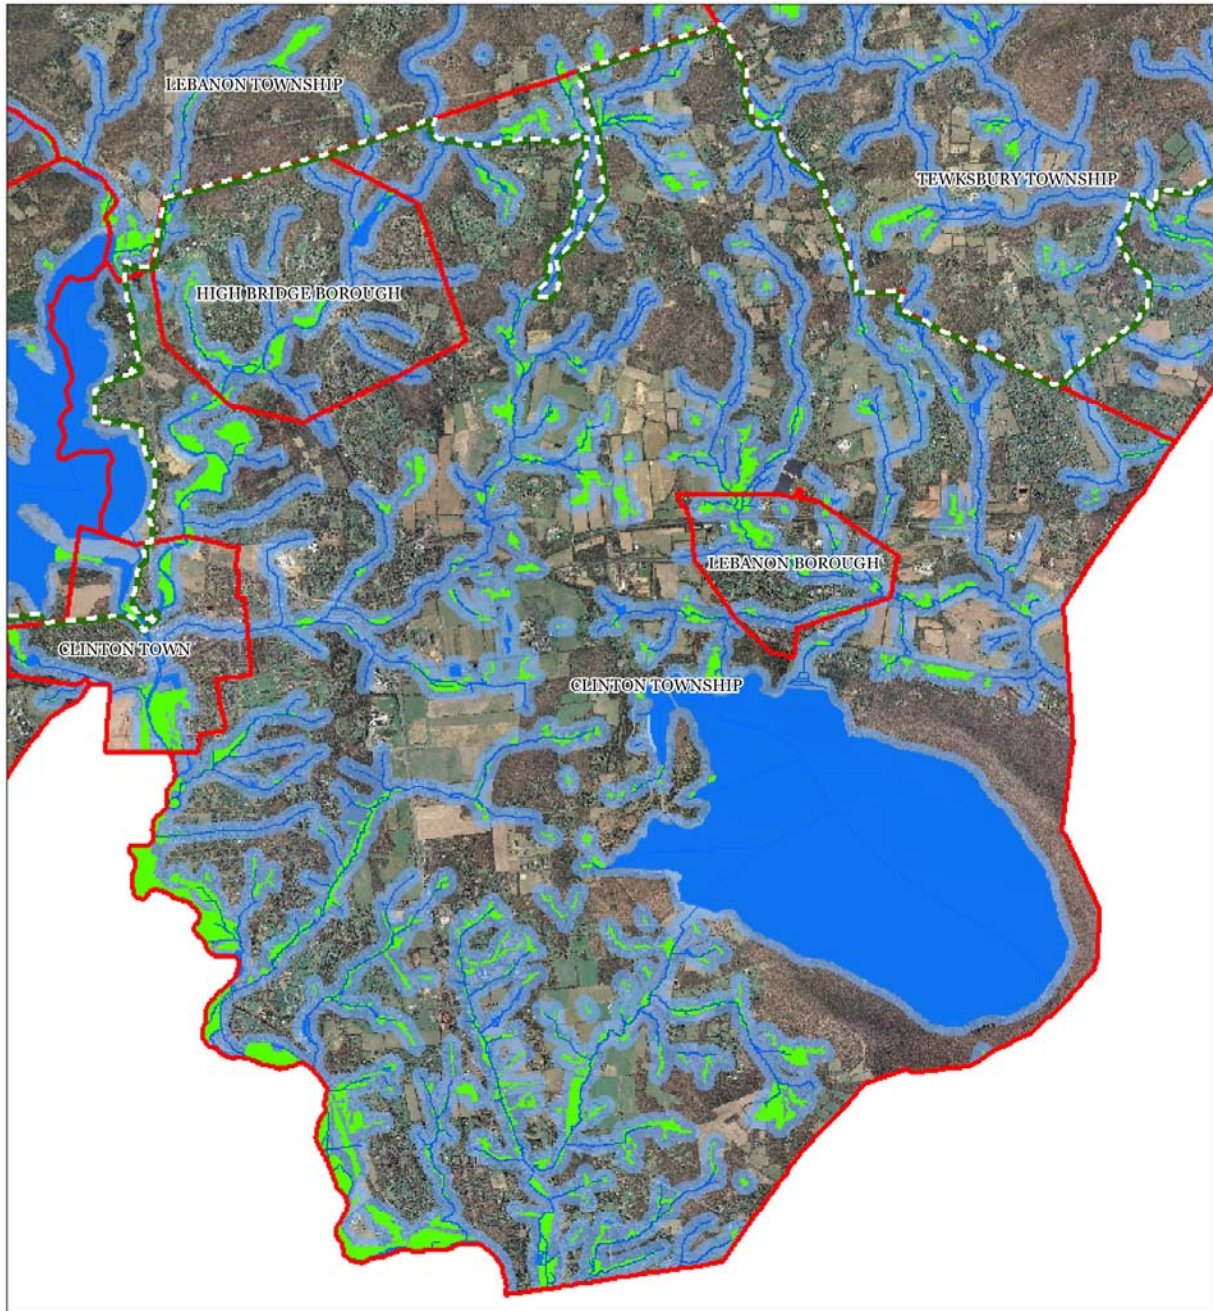 LEBANON TOWNSHIP
TEWKSBURY TOWNSHIP
HIGH BRIDGE BOROUGH
LEBANON BOROUGH
CLINTON TOWN
CLINTON TOWNSHIP